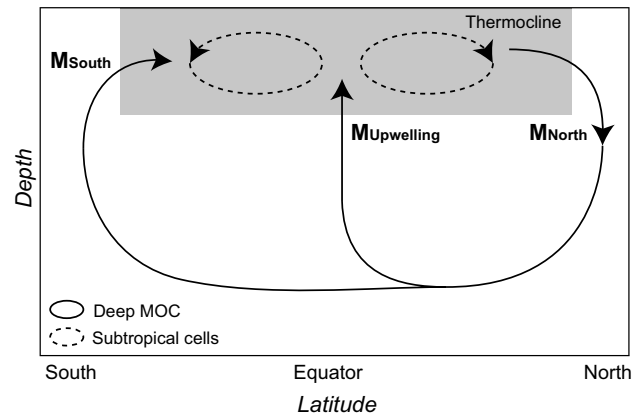 Thermocline
MSouth
MUpwelling
MNorth
Depth
Deep MOC
Subtropical cells
South
Equator
North
Latitude